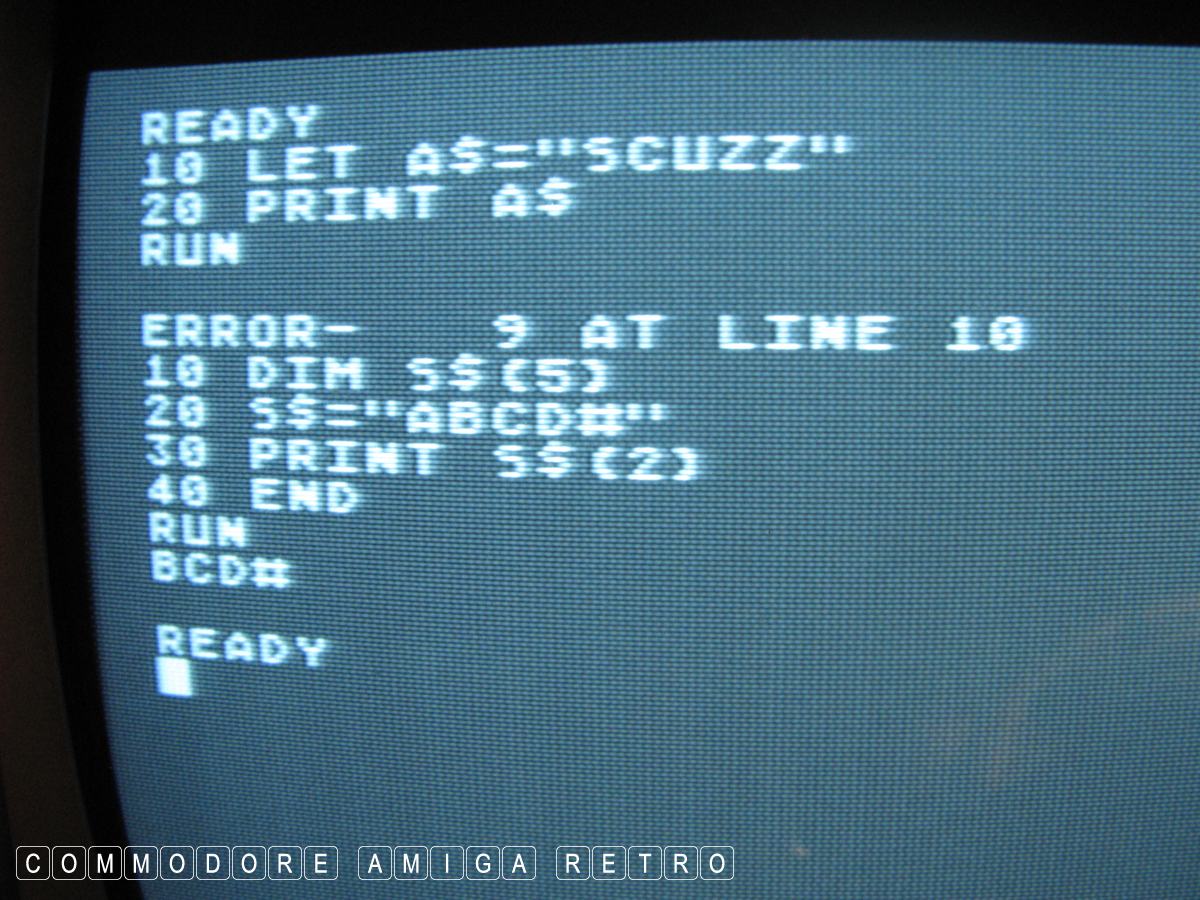 READY
10 LET A$="SCUZZ"
20 PRINT A$
RUN
ERROR-   9 AT LINE 10
10 DIM S$(5)
20 S$="ABCD#"
30 PRINT S$(2)
40 END
RUN
BCD#
READY
COMMODORE AMIGA RETRO